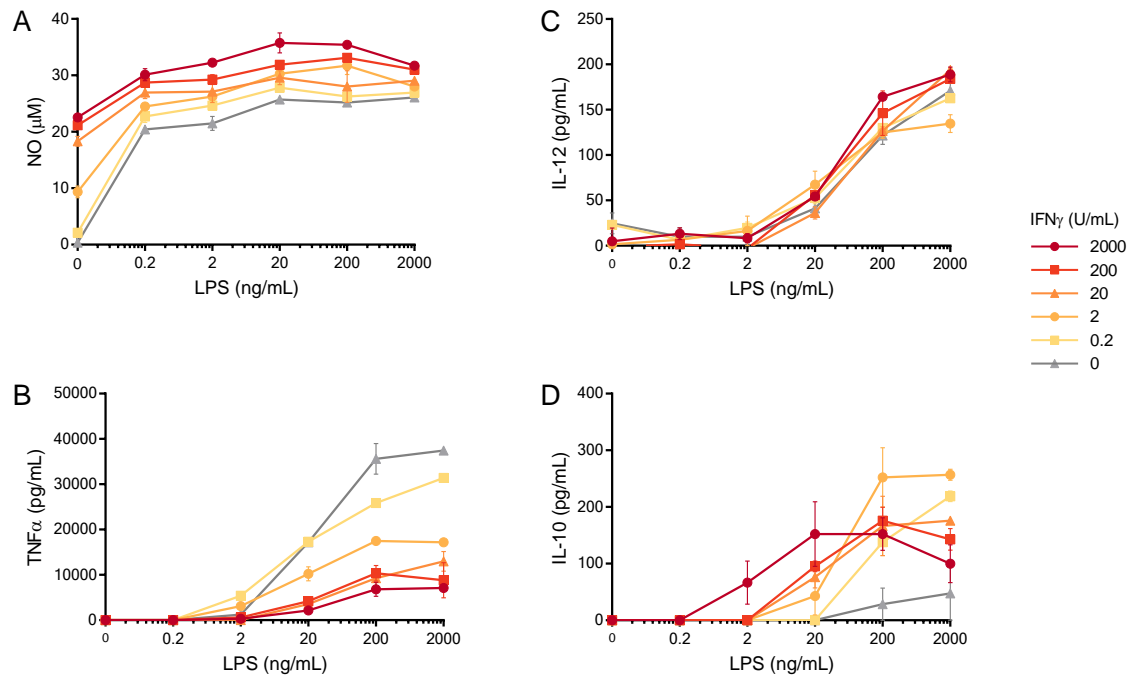 A
NO (μM)
40
30
20
10
0
0 0.2 2 20 200 2000
LPS (ng/mL)
C
IL-12 (pg/mL)
250
200
150
100
50
0
0 0.2 2 20 200 2000
LPS (ng/mL)
IFNγ (U/mL)
2000
200
20
2
0.2
0
B
TNFα (pg/mL)
50000
40000
30000
20000
10000
0
0 0.2 2 20 200 2000
LPS (ng/mL)
D
IL-10 (pg/mL)
400
300
200
100
0
0 0.2 2 20 200 2000
LPS (ng/mL)